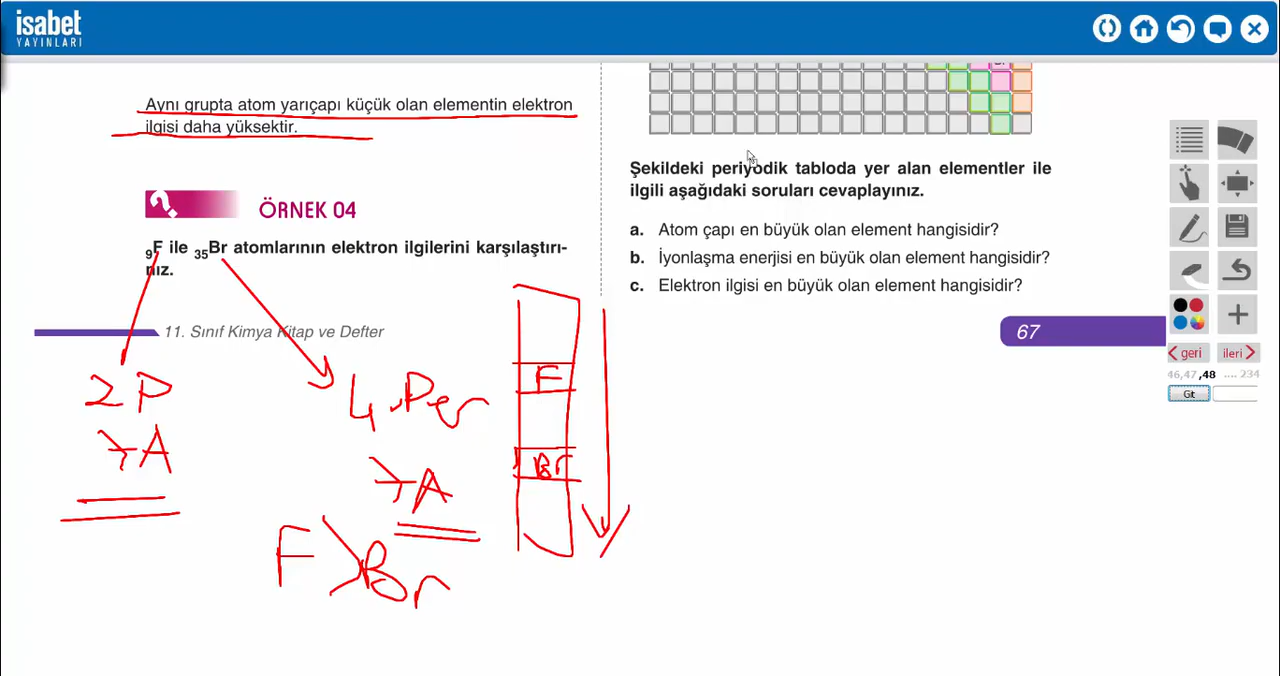 isabet
YAYINLARI
Aynı grupta atom yarıçapı küçük olan elementin elektron
ilgisi daha yüksektir.
?
ÖRNEK 04
9F ile 35Br atomlarının elektron ilgilerini karşılaştırı-
nız.
11. Sınıf Kimya Kitap ve Defter
2P
7A
4.Per
7A
F > Br
F
Br
Şekildeki periyodik tabloda yer alan elementler ile
ilgili aşağıdaki soruları cevaplayınız.
a. Atom çapı en büyük olan element hangisidir?
b. İyonlaşma enerjisi en büyük olan element hangisidir?
c. Elektron ilgisi en büyük olan element hangisidir?
67
geri ileri
46,47,48 .... 234
Git